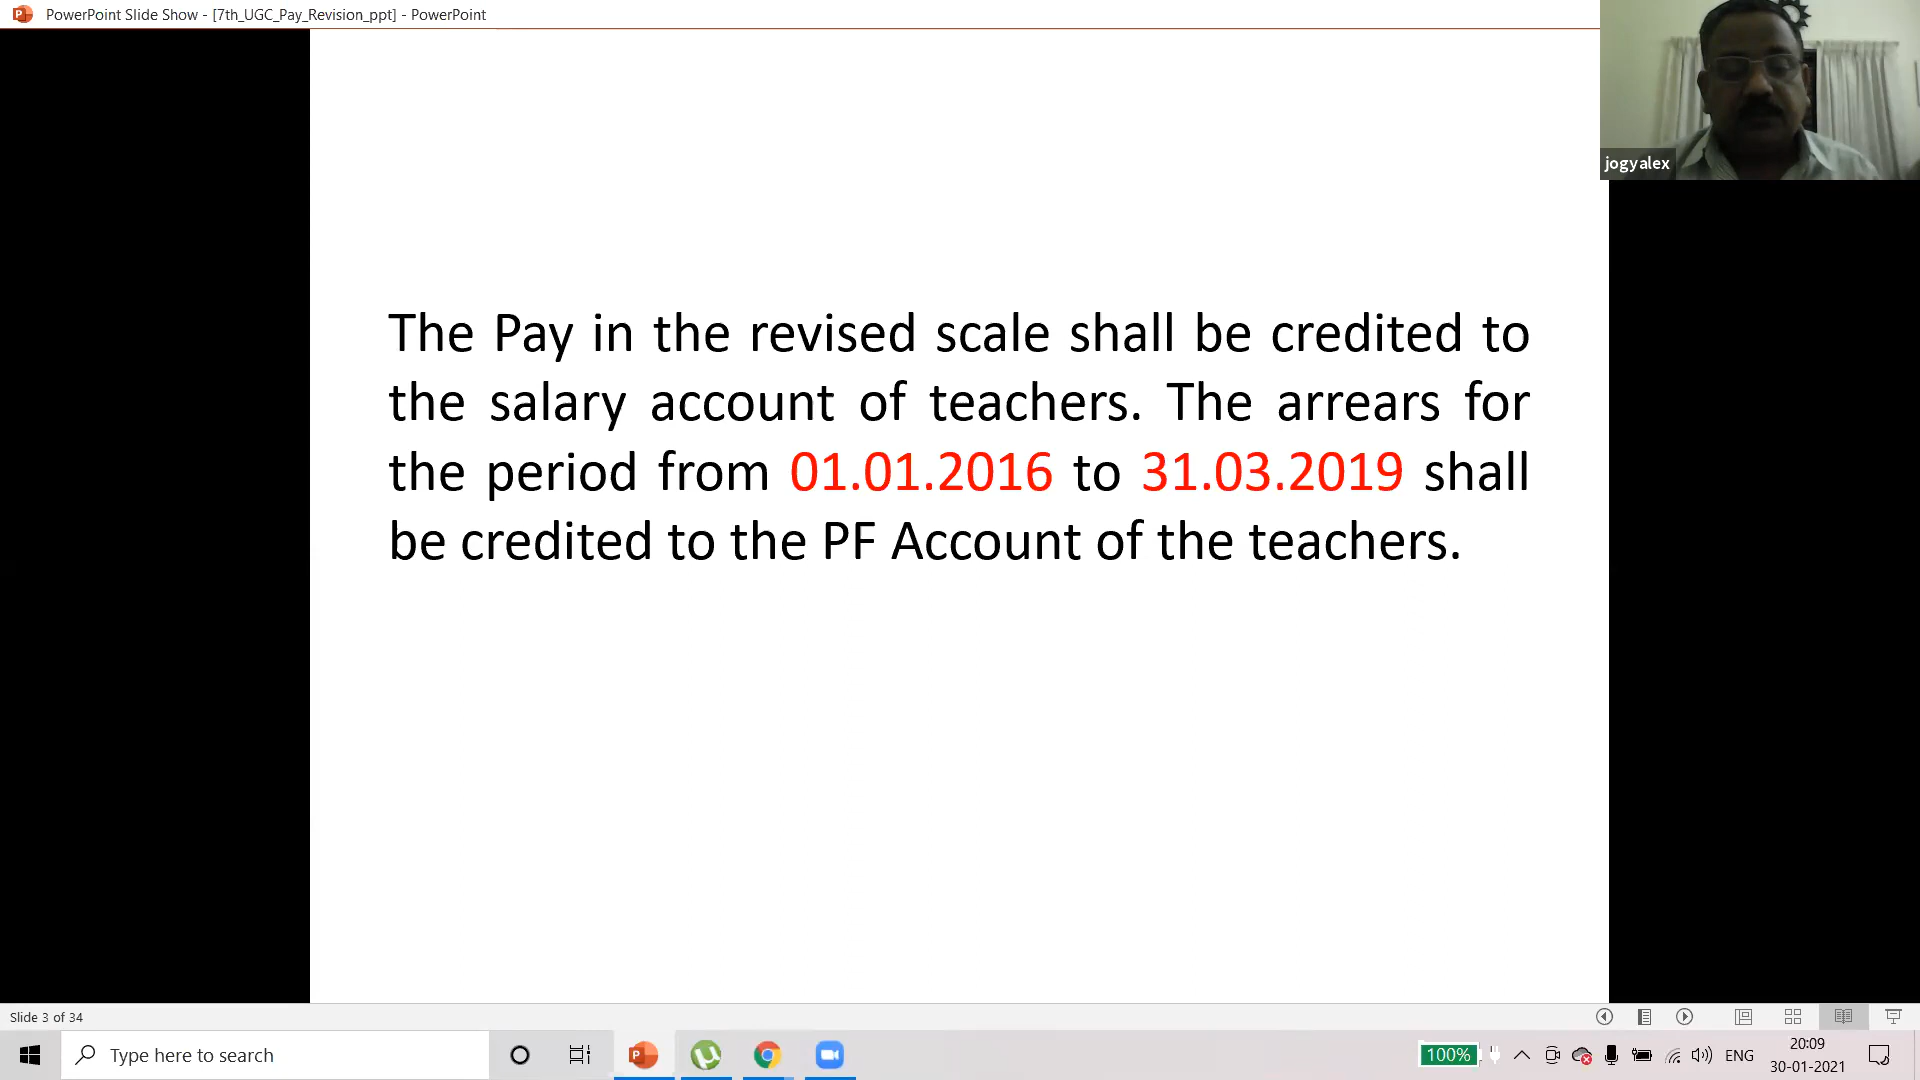 PowerPoint Slide Show - [7th_UGC_Pay_Revision_ppt] - PowerPoint
jogyalex
The Pay in the revised scale shall be credited to
the salary account of teachers. The arrears for
the period from 01.01.2016 to 31.03.2019 shall
be credited to the PF Account of the teachers.
Slide 3 of 34
Type here to search
100%
ENG
20:09
30-01-2021